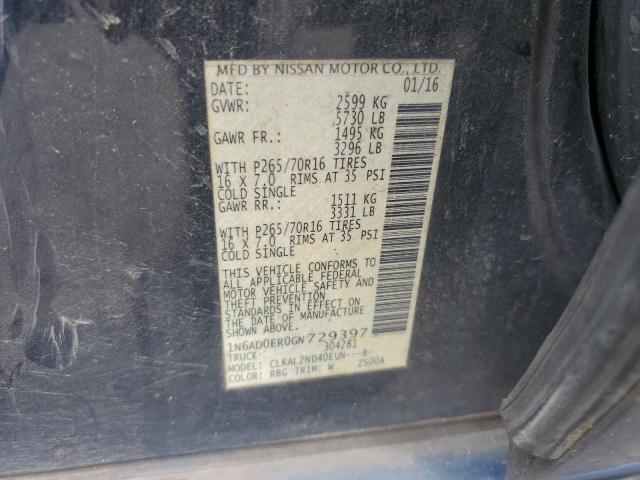 MFD BY NISSAN MOTOR CO., LTD.
DATE: 01/16
GVWR: 2599 KG
5730 LB
GAWR FR.: 1495 KG
3296 LB
WITH P265/70R16 TIRES
16 X 7.0 RIMS AT 35 PSI
COLD SINGLE
GAWR RR.: 1511 KG
3331 LB
WITH P265/70R16 TIRES
16 X 7.0 RIMS AT 35 PSI
COLD SINGLE
THIS VEHICLE CONFORMS TO
ALL APPLICABLE FEDERAL
MOTOR VEHICLE SAFETY AND
THEFT PREVENTION
STANDARDS IN EFFECT ON
THE DATE OF MANUFACTURE
SHOWN ABOVE.
1N6AD0ER0GN729397
TRUCK 304281
MODEL: CLKAL2ND40EUN---B-
COLOR: RBG TRIM: W 2S00A